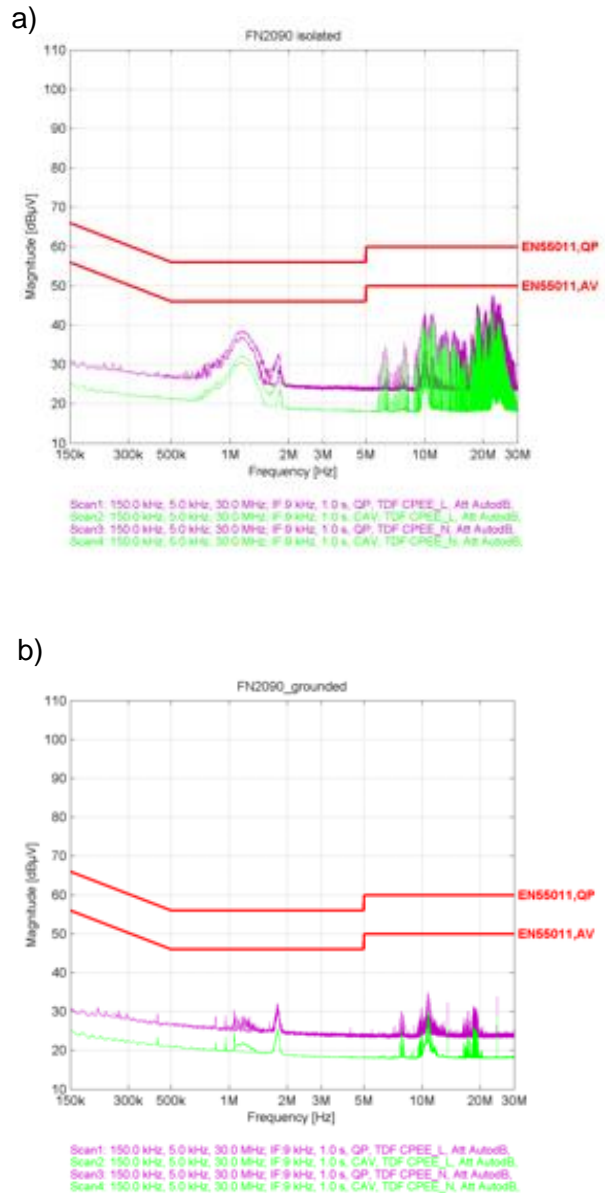 a)
FN2090 isolated
110
100
90
80
70
60
50
40
30
20
10
Magnitude [dBµV]
EN55011,QP
EN55011,AV
150k 300k 500k 1M 2M 3M 5M 10M 20M 30M
Frequency [Hz]
Scan1: 150.0 kHz, 5.0 kHz, 30.0 MHz, IF:9 kHz, 1.0 s, QP, TDF CPEE_L, Att AutodB,
Scan2: 150.0 kHz, 5.0 kHz, 30.0 MHz, IF:9 kHz, 1.0 s, CAV, TDF CPEE_L, Att AutodB,
Scan3: 150.0 kHz, 5.0 kHz, 30.0 MHz, IF:9 kHz, 1.0 s, QP, TDF CPEE_N, Att AutodB,
Scan4: 150.0 kHz, 5.0 kHz, 30.0 MHz, IF:9 kHz, 1.0 s, CAV, TDF CPEE_N, Att AutodB,
b)
FN2090_grounded
110
100
90
80
70
60
50
40
30
20
10
Magnitude [dBµV]
EN55011,QP
EN55011,AV
150k 300k 500k 1M 2M 3M 5M 10M 20M 30M
Frequency [Hz]
Scan1: 150.0 kHz, 5.0 kHz, 30.0 MHz, IF:9 kHz, 1.0 s, QP, TDF CPEE_L, Att AutodB,
Scan2: 150.0 kHz, 5.0 kHz, 30.0 MHz, IF:9 kHz, 1.0 s, CAV, TDF CPEE_L, Att AutodB,
Scan3: 150.0 kHz, 5.0 kHz, 30.0 MHz, IF:9 kHz, 1.0 s, QP, TDF CPEE_N, Att AutodB,
Scan4: 150.0 kHz, 5.0 kHz, 30.0 MHz, IF:9 kHz, 1.0 s, CAV, TDF CPEE_N, Att AutodB,